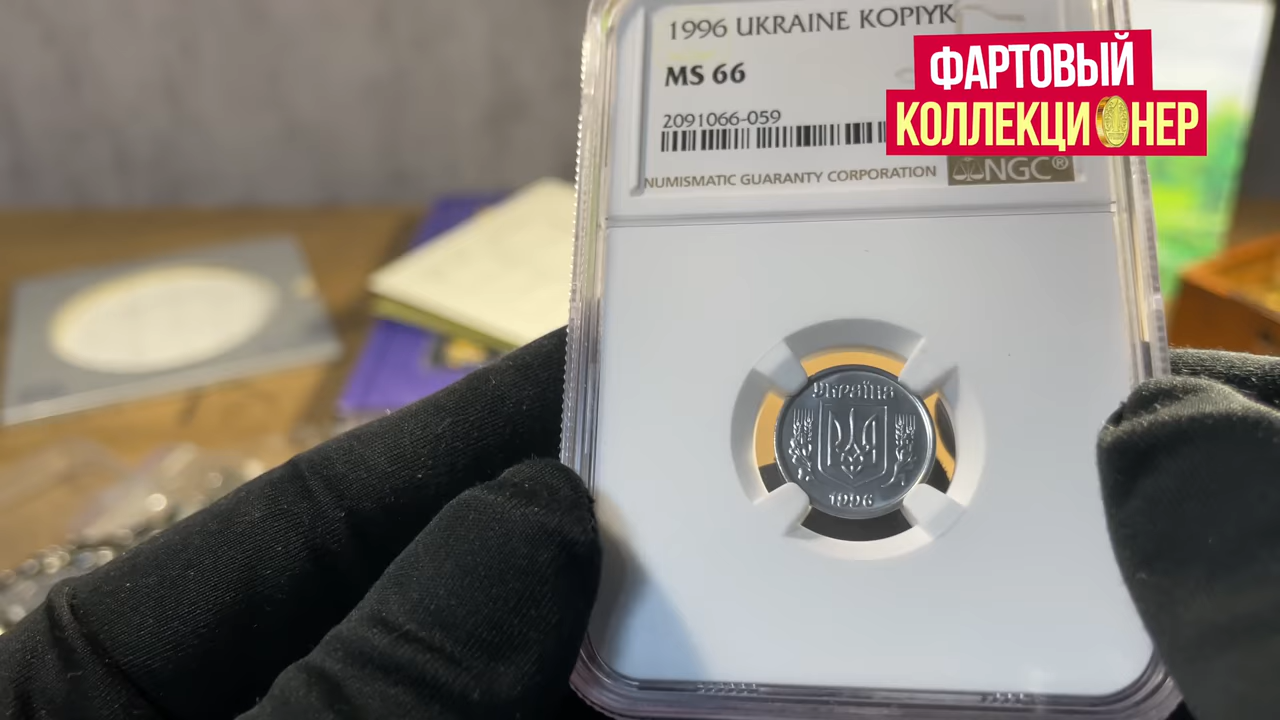 1996 UKRAINE KOPIYK
MS 66
2091066-059
NUMISMATIC GUARANTY CORPORATION
NGC®
ФАРТОВЫЙ
КОЛЛЕКЦИОНЕР
Україна
1996